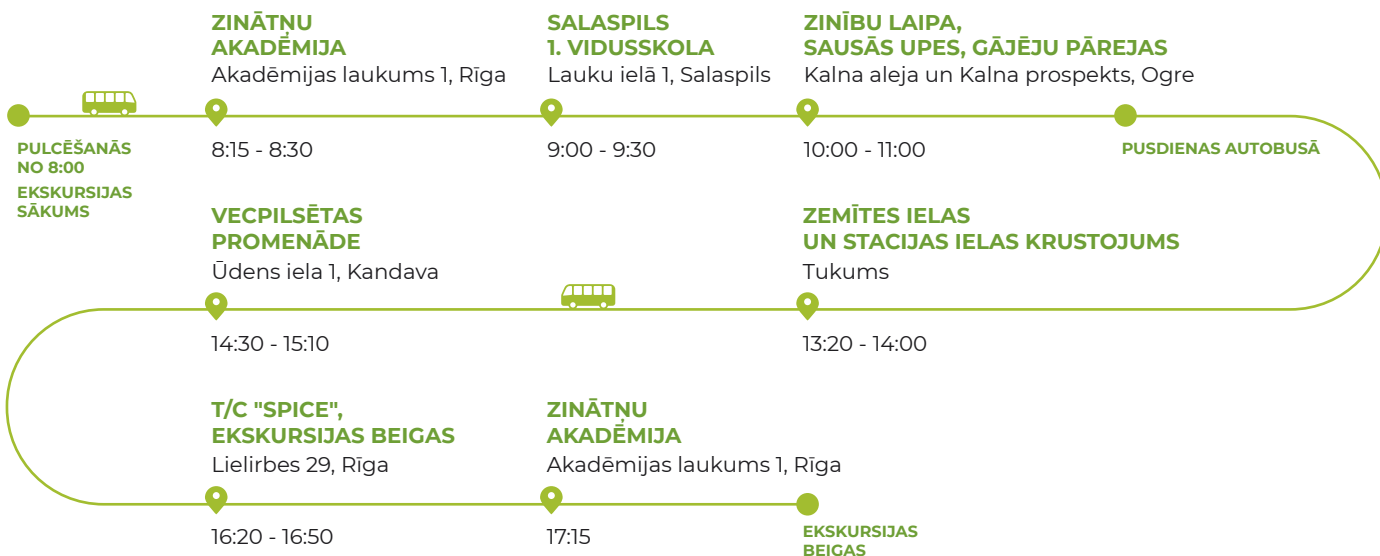 ZINĀTŅU
AKADĒMIJA
Akadēmijas laukums 1, Rīga
8:15 - 8:30
SALASPILS
1. VIDUSSKOLA
Lauku ielā 1, Salaspils
9:00 - 9:30
ZINĪBU LAIPA,
SAUSĀS UPES, GĀJĒJU PĀREJAS
Kalna aleja un Kalna prospekts, Ogre
10:00 - 11:00
PULCĒŠANĀS
NO 8:00
EKSKURSIJAS
SĀKUMS
PUSDIENAS AUTOBUSĀ
ZEMĪTES IELAS
UN STACIJAS IELAS KRUSTOJUMS
Tukums
13:20 - 14:00
VECPILSĒTAS
PROMENĀDE
Ūdens iela 1, Kandava
14:30 - 15:10
T/C "SPICE",
EKSKURSIJAS BEIGAS
Lielirbes 29, Rīga
16:20 - 16:50
ZINĀTŅU
AKADĒMIJA
Akadēmijas laukums 1, Rīga
17:15
EKSKURSIJAS
BEIGAS